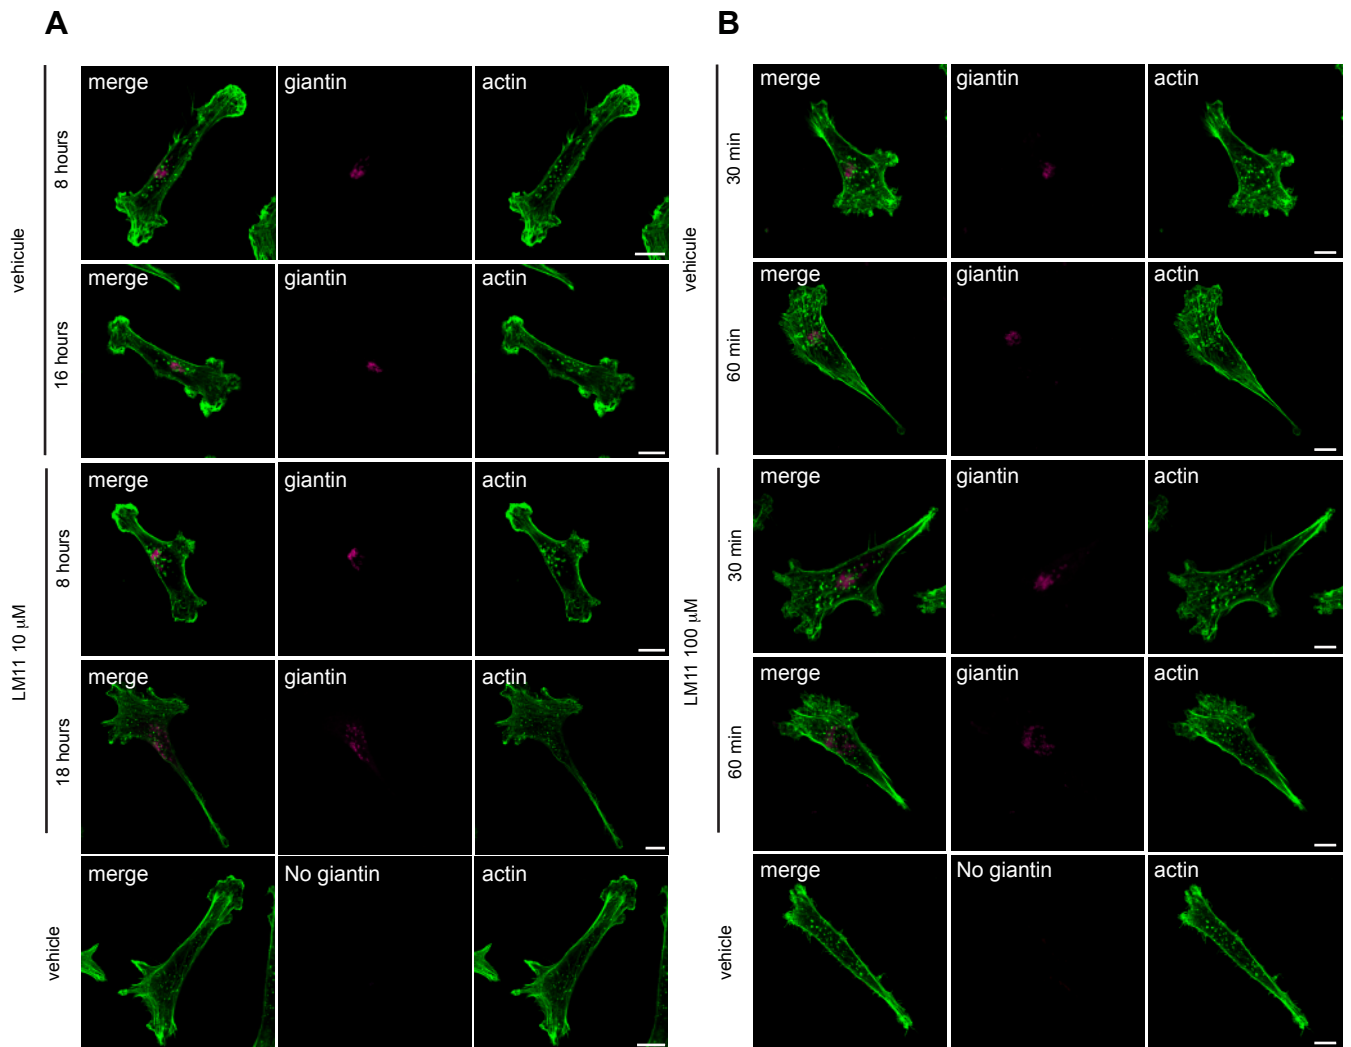 A
B
vehicule
8 hours
merge
giantin
actin
16 hours
merge
giantin
actin
LM11 10 μM
8 hours
merge
giantin
actin
18 hours
merge
giantin
actin
vehicle
merge
No giantin
actin
vehicule
30 min
merge
giantin
actin
60 min
merge
giantin
actin
LM11 100 μM
30 min
merge
giantin
actin
60 min
merge
giantin
actin
vehicle
merge
No giantin
actin